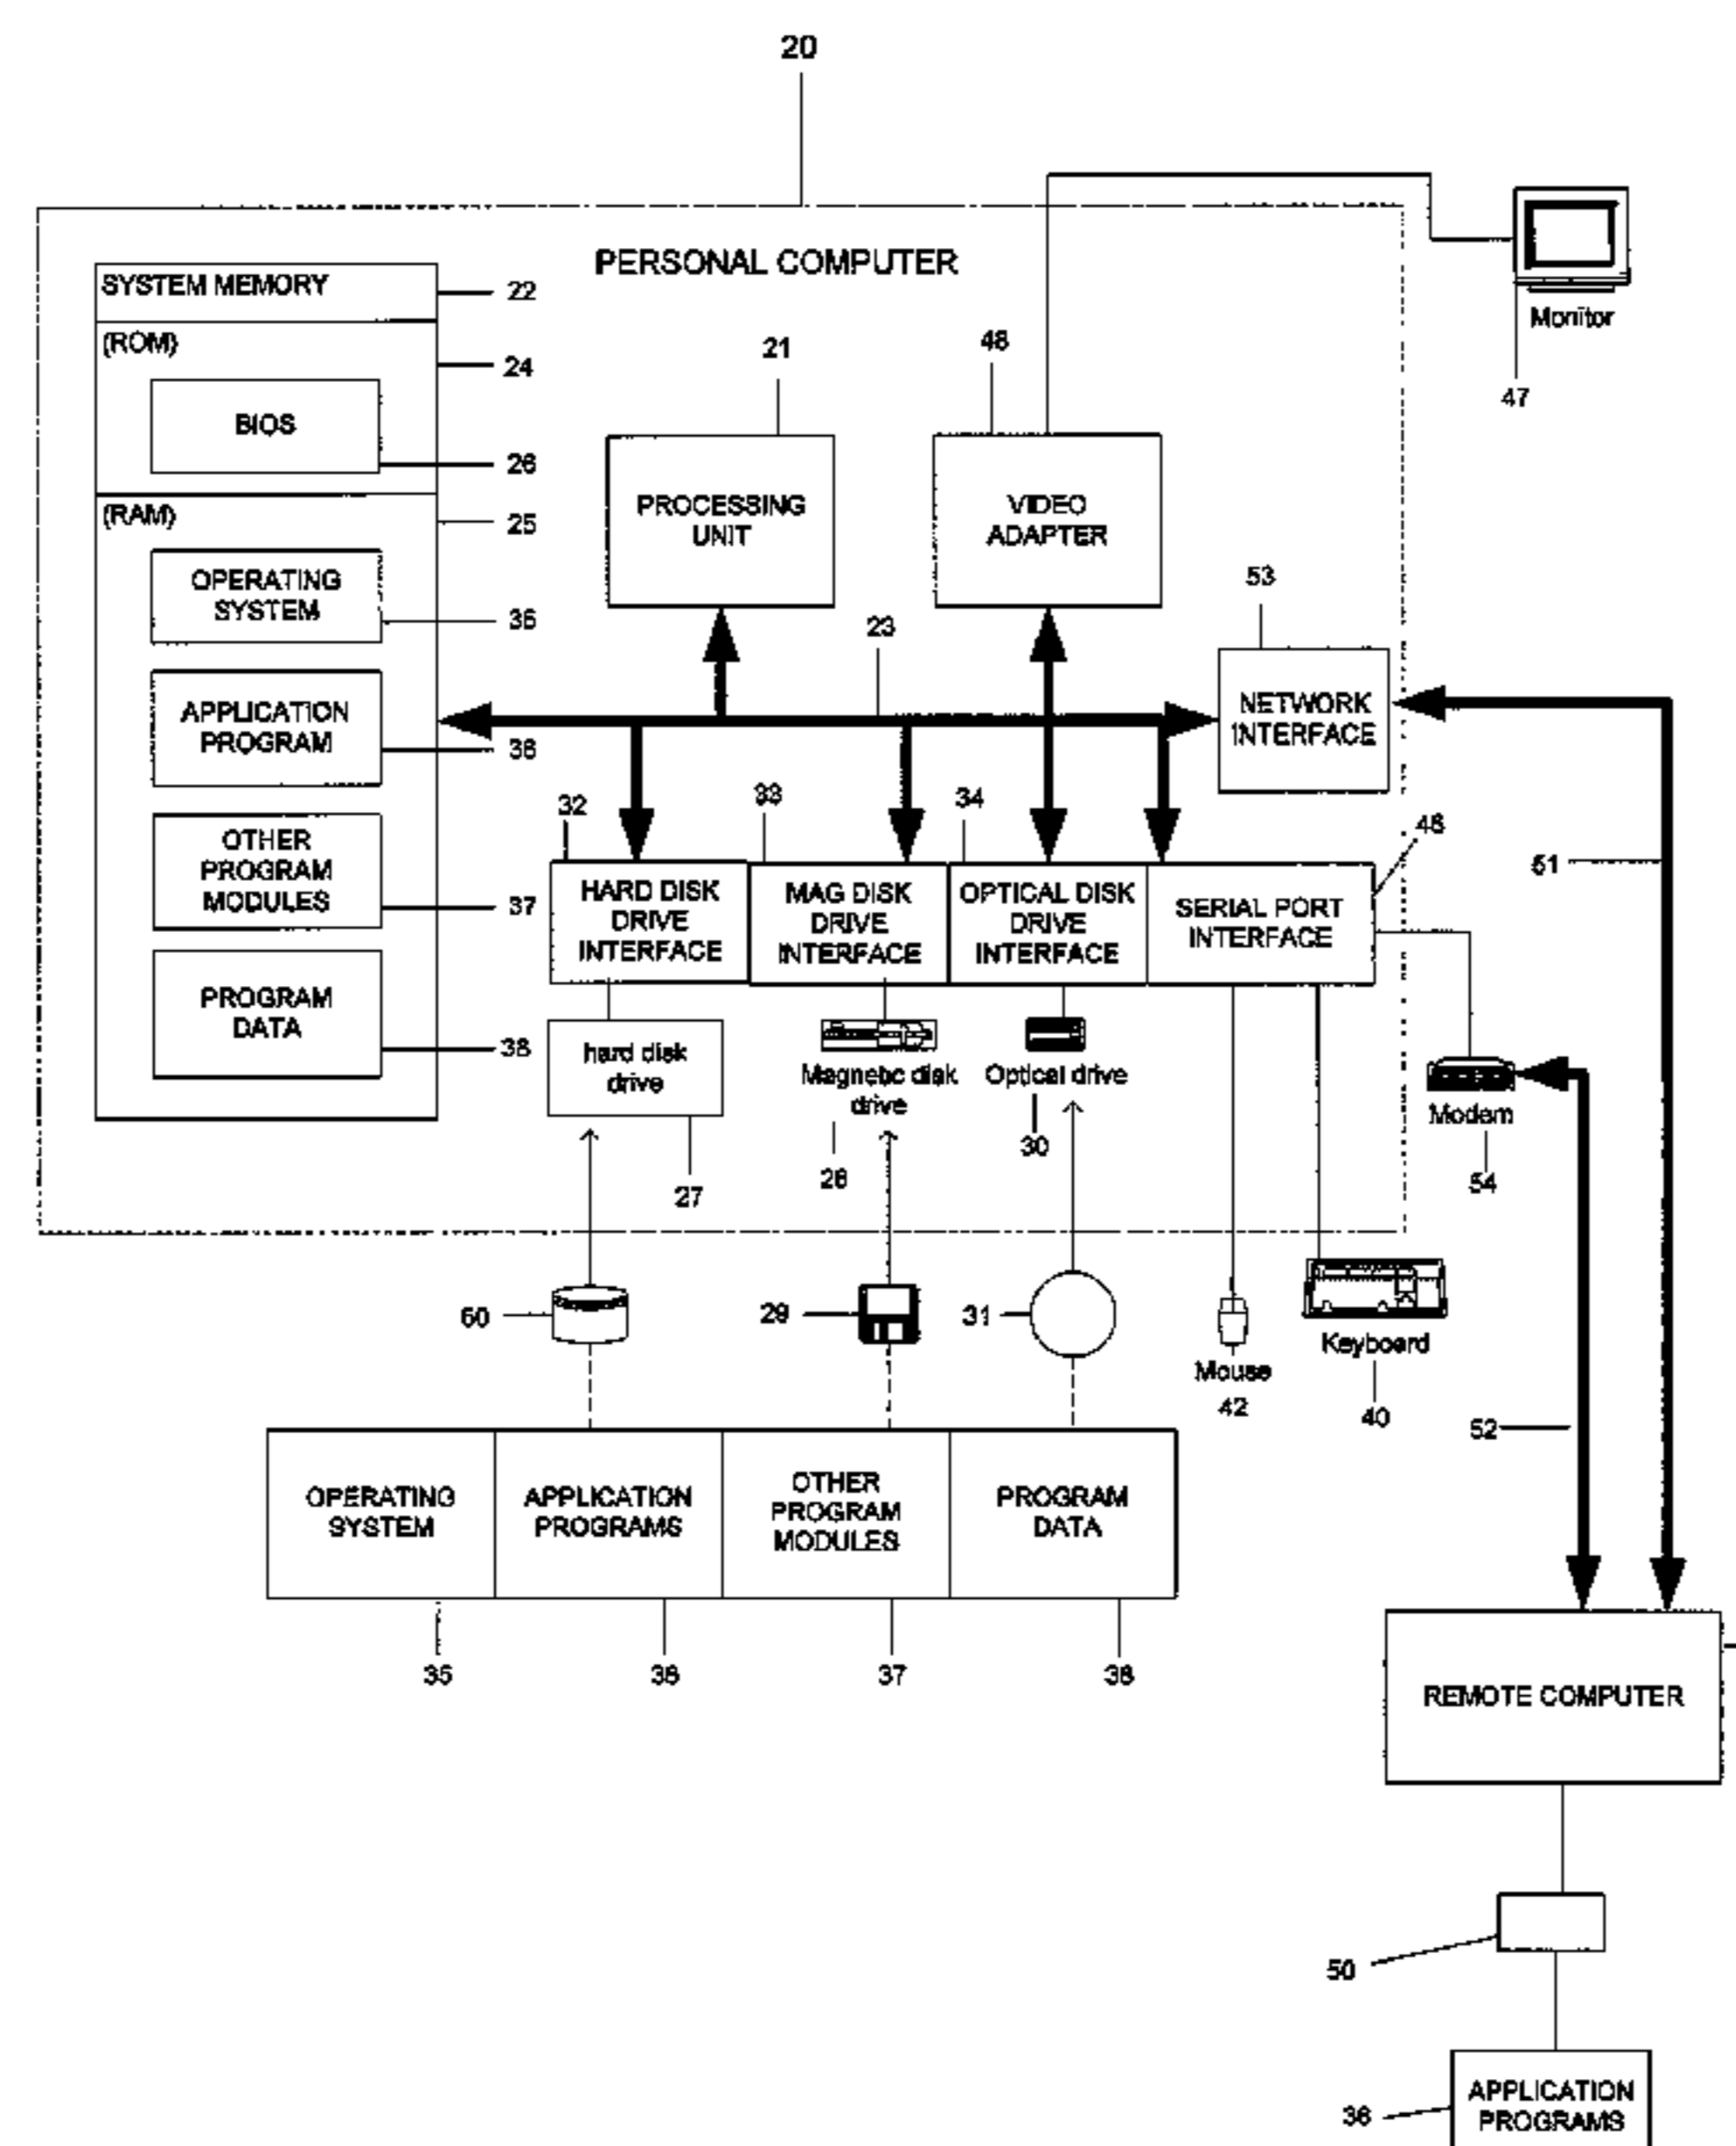 20
PERSONAL COMPUTER
SYSTEM MEMORY
22
(ROM)
24
BIOS
26
(RAM)
25
OPERATING
SYSTEM
35
APPLICATION
PROGRAM
36
OTHER
PROGRAM
MODULES
37
PROGRAM
DATA
38
21
PROCESSING
UNIT
48
VIDEO
ADAPTER
Monitor
47
23
53
NETWORK
INTERFACE
32
HARD DISK
DRIVE
INTERFACE
33
MAG DISK
DRIVE
INTERFACE
34
OPTICAL DISK
DRIVE
INTERFACE
46
SERIAL PORT
INTERFACE
51
hard disk
drive
27
Magnetic disk
drive
28
Optical drive
30
Modem
54
60
29
31
Mouse
42
Keyboard
40
52
OPERATING
SYSTEM
35
APPLICATION
PROGRAMS
36
OTHER
PROGRAM
MODULES
37
PROGRAM
DATA
38
REMOTE COMPUTER
50
APPLICATION
PROGRAMS
36